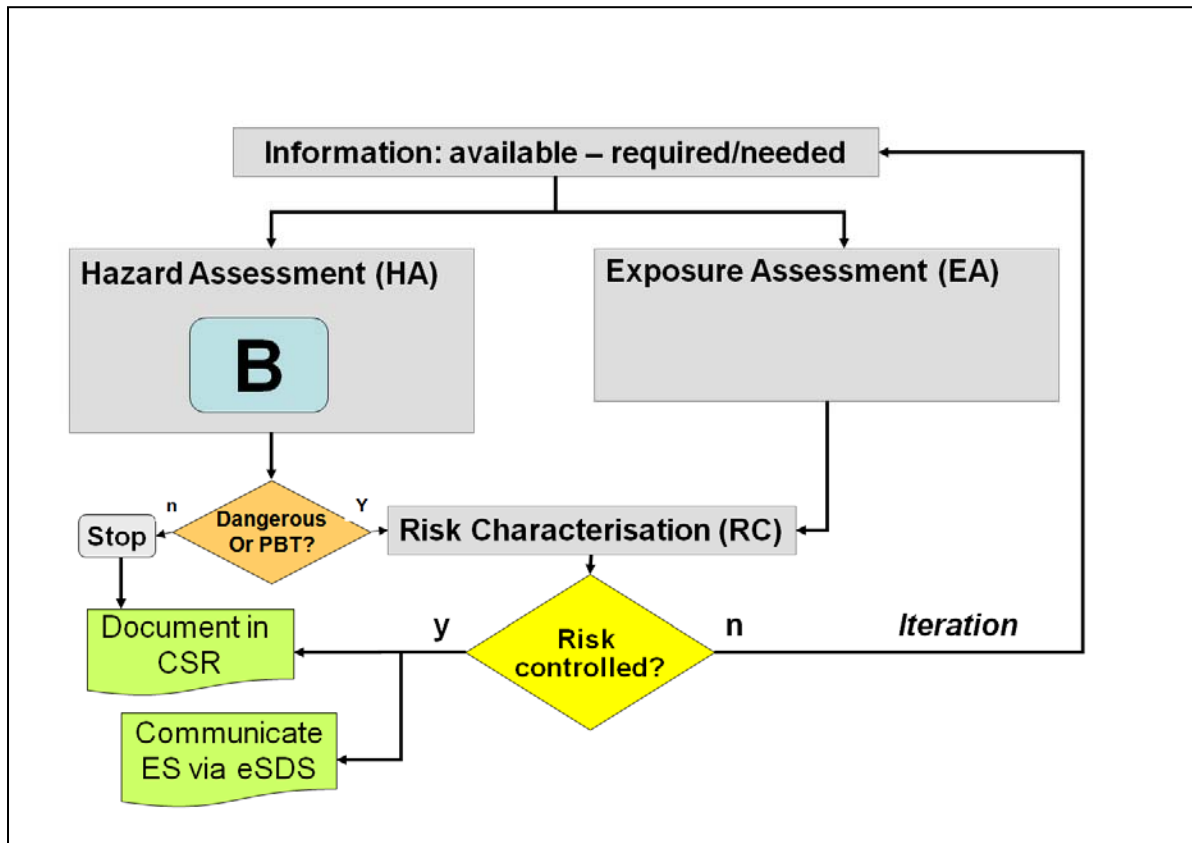 Information: available – required/needed
Hazard Assessment (HA)
B
Exposure Assessment (EA)
n
Y
Stop
Dangerous
Or PBT?
Risk Characterisation (RC)
Document in
CSR
y
Risk
controlled?
n
Iteration
Communicate
ES via eSDS